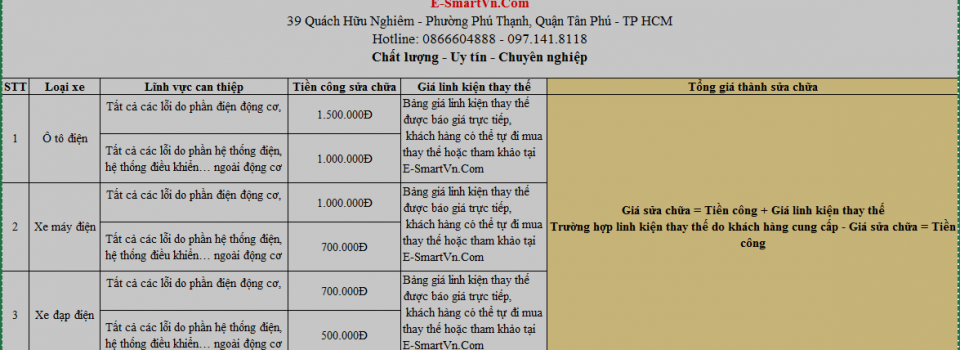 E-SmartVn.Com
39 Quách Hữu Nghiêm - Phường Phú Thạnh, Quận Tân Phú - TP HCM
Hotline: 0866604888 - 097.141.8118
Chất lượng - Uy tín - Chuyên nghiệp
STT Loại xe Lĩnh vực can thiệp Tiền công sửa chữa Giá linh kiện thay thế Tổng giá thành sửa chữa
1
Ô tô điện
Tất cả các lỗi do phần điện động cơ,
1.500.000Đ
Tất cả các lỗi do phần hệ thống điện,
hệ thống điều khiển… ngoài động cơ
1.000.000Đ
Bảng giá linh kiện thay thế
được báo giá trực tiếp,
khách hàng có thể tự đi mua
thay thế hoặc tham khảo tại
E-SmartVn.Com
2
Xe máy điện
Tất cả các lỗi do phần điện động cơ,
1.000.000Đ
Tất cả các lỗi do phần hệ thống điện,
hệ thống điều khiển… ngoài động cơ
700.000Đ
Bảng giá linh kiện thay thế
được báo giá trực tiếp,
khách hàng có thể tự đi mua
thay thế hoặc tham khảo tại
E-SmartVn.Com
3
Xe đạp điện
Tất cả các lỗi do phần điện động cơ,
700.000Đ
Tất cả các lỗi do phần hệ thống điện,
hệ thống điều khiển… ngoài động cơ
500.000Đ
Bảng giá linh kiện thay thế
được báo giá trực tiếp,
khách hàng có thể tự đi mua
thay thế hoặc tham khảo tại
E-SmartVn.Com
Giá sửa chữa = Tiền công + Giá linh kiện thay thế
Trường hợp linh kiện thay thế do khách hàng cung cấp - Giá sửa chữa = Tiền
công